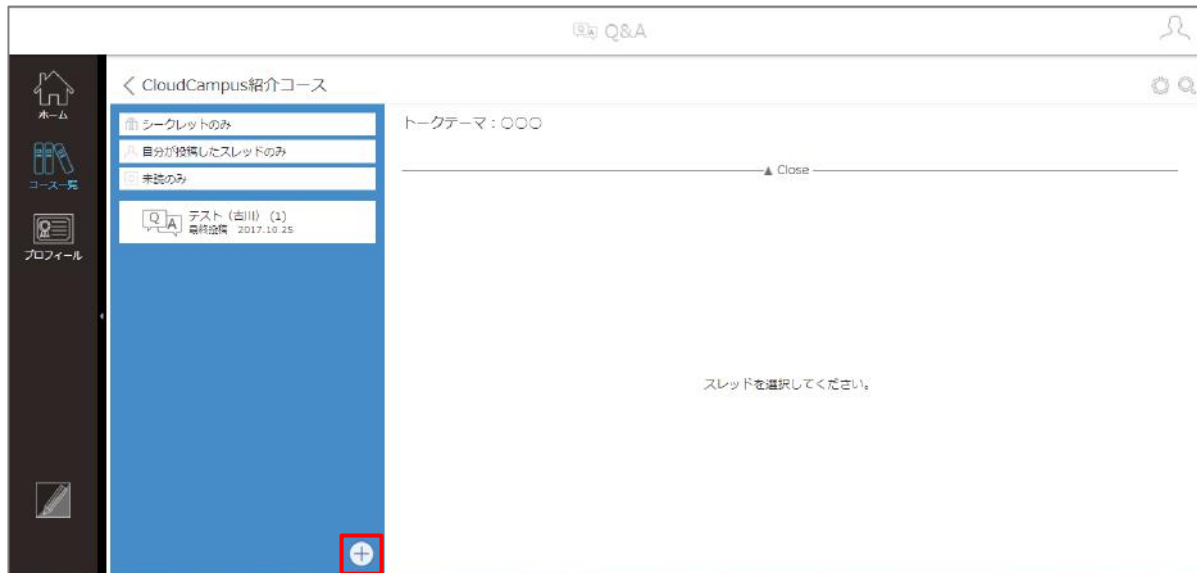 Q&A
ホーム
コース一覧
プロフィール
CloudCampus紹介コース
シークレットのみ
自分が投稿したスレッドのみ
未読のみ
Q A
テスト（古川）（1）
最終投稿 2017.10.25
トークテーマ：〇〇〇
▲ Close
スレッドを選択してください。